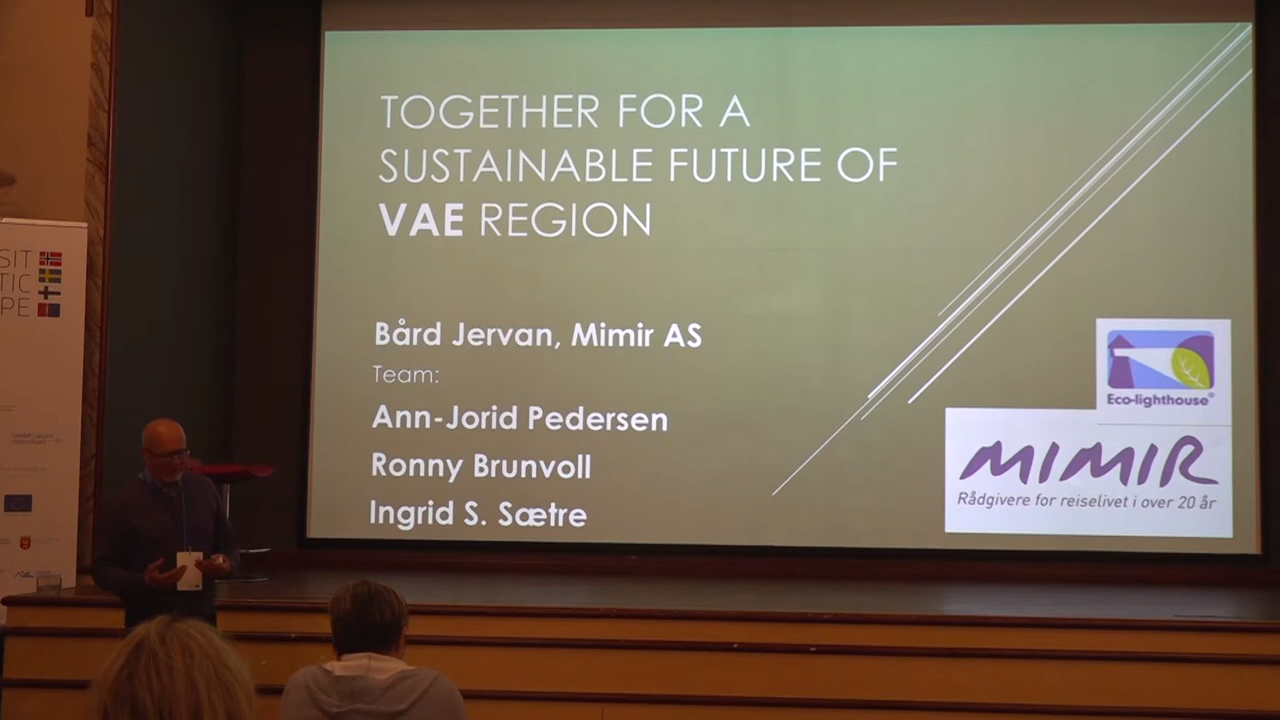 TOGETHER FOR A
SUSTAINABLE FUTURE OF
VAE REGION
Bård Jervan, Mimir AS
Team:
Ann-Jorid Pedersen
Ronny Brunvoll
Ingrid S. Sætre
Eco-lighthouse®
MIMIR
Rådgivere for reiselivet i over 20 år
SIT
TIC
PE